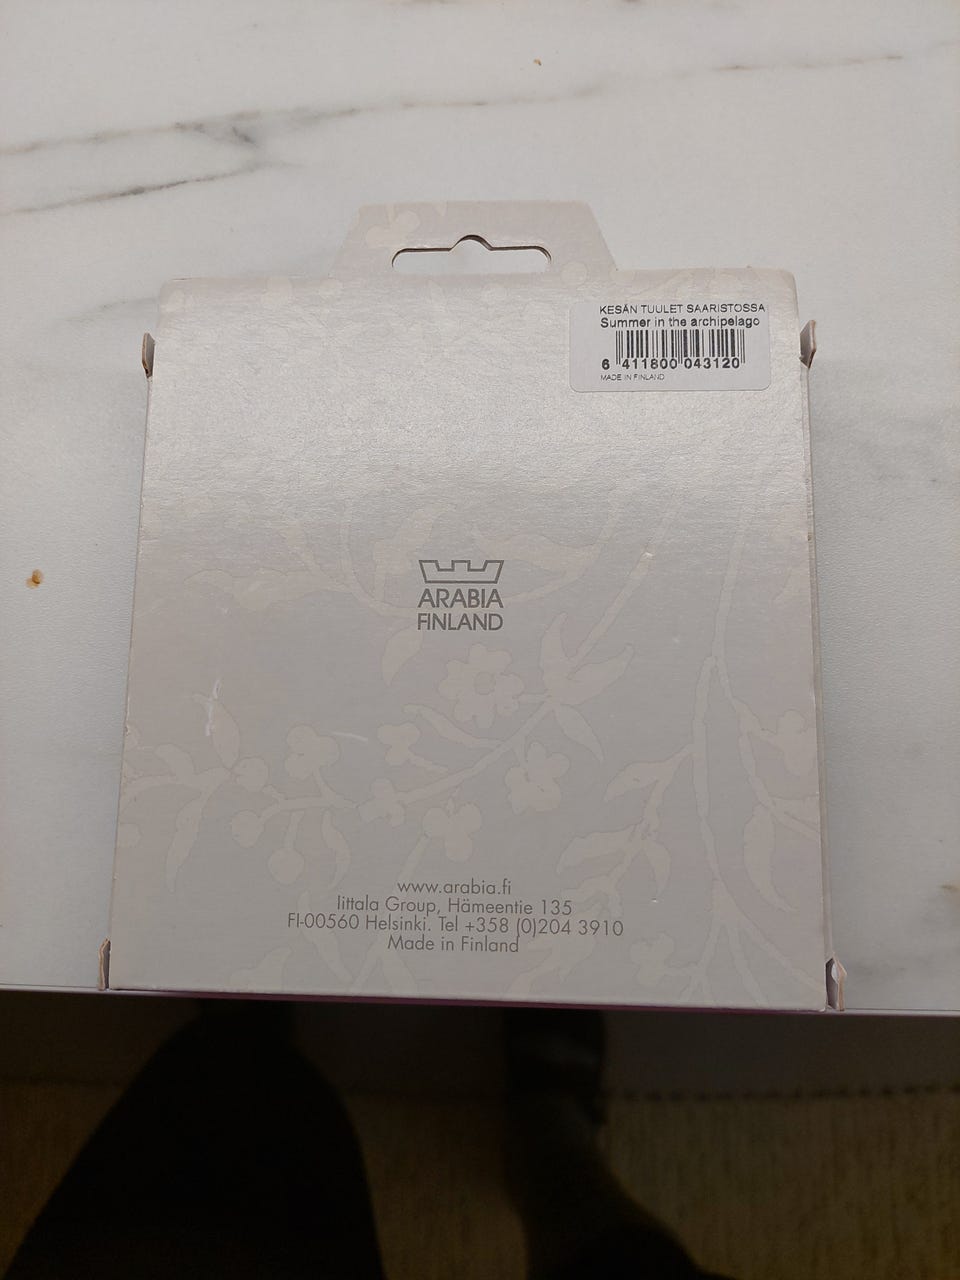 KESÄN TUULET SAARISTOSSA
Summer in the archipelago
6 411800 043120
MADE IN FINLAND
ARABIA
FINLAND
www.arabia.fi
Iittala Group, Hämeentie 135
FI-00560 Helsinki. Tel +358 (0)204 3910
Made in Finland